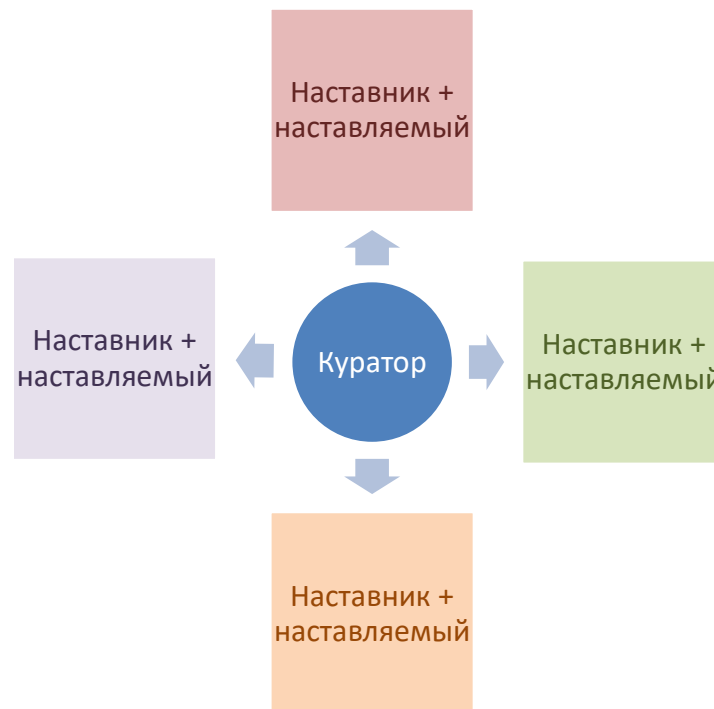 Наставник +
наставляемый
Наставник +
наставляемый
Куратор
Наставник +
наставляемый
Наставник +
наставляемый